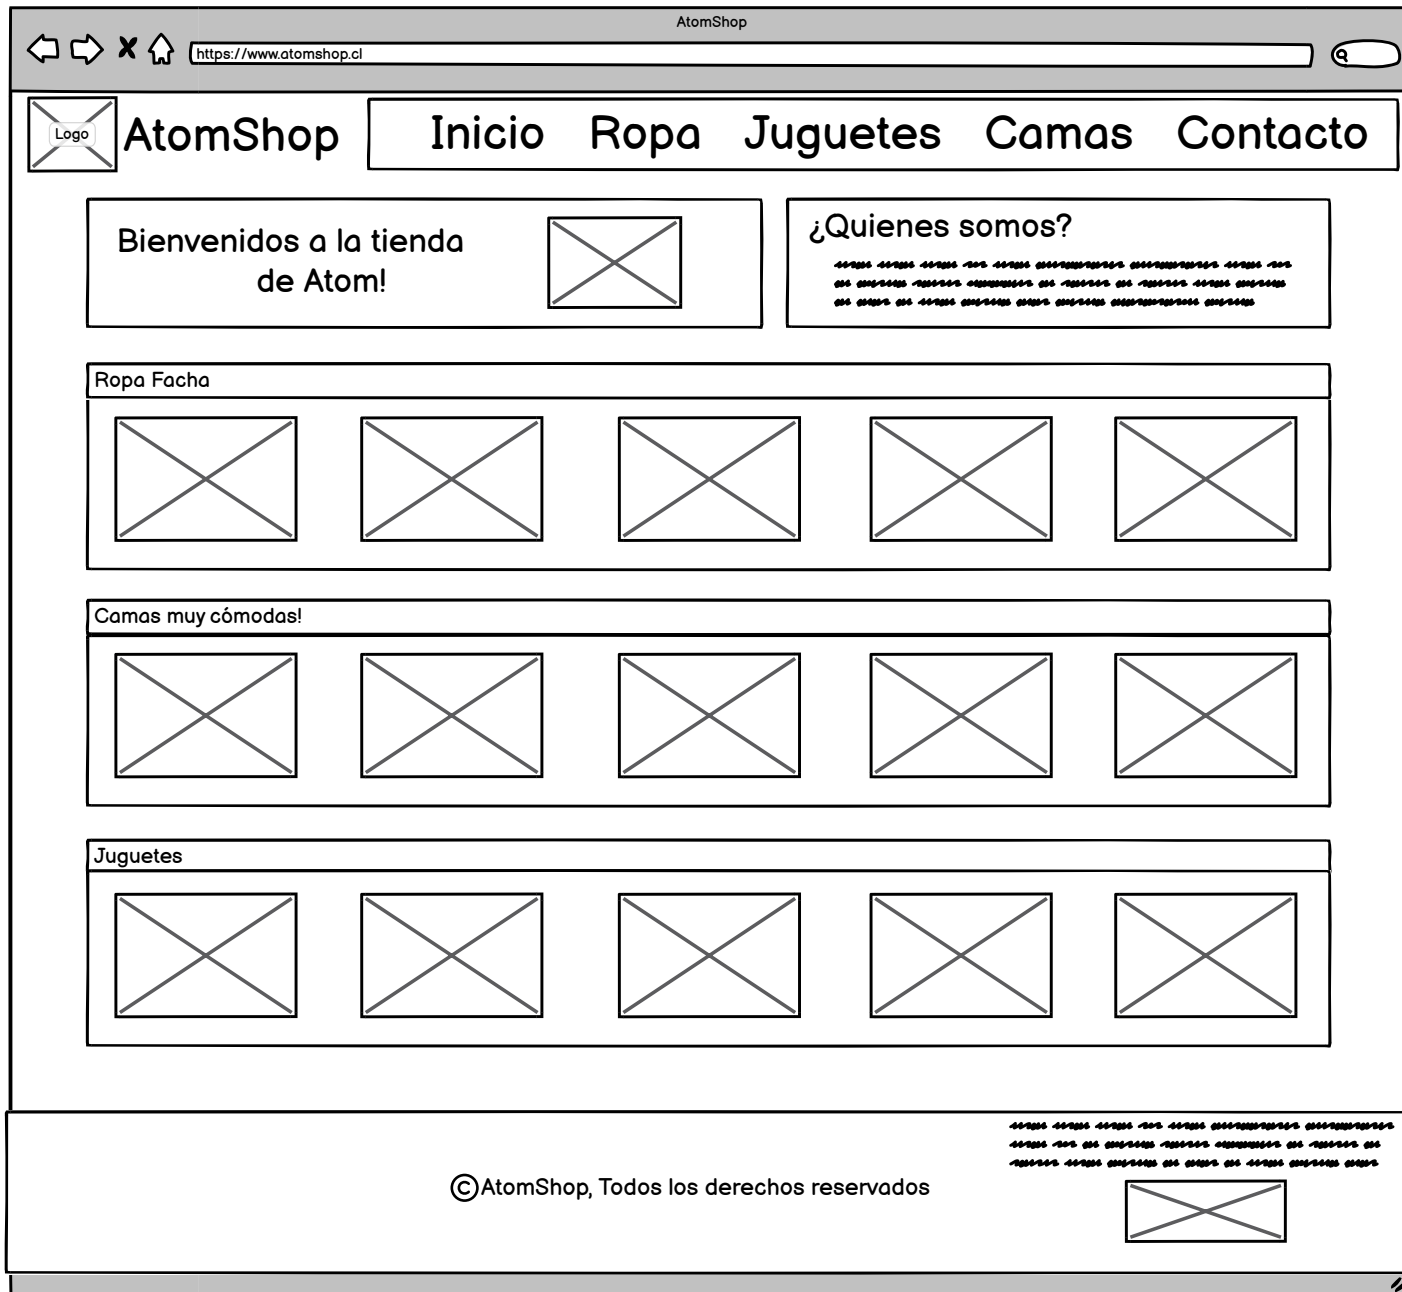 AtomShop
https://www.atomshop.cl
Logo
AtomShop
Inicio Ropa Juguetes Camas Contacto
Bienvenidos a la tienda
de Atom!
¿Quienes somos?
Ropa Facha
Camas muy cómodas!
Juguetes
©AtomShop, Todos los derechos reservados